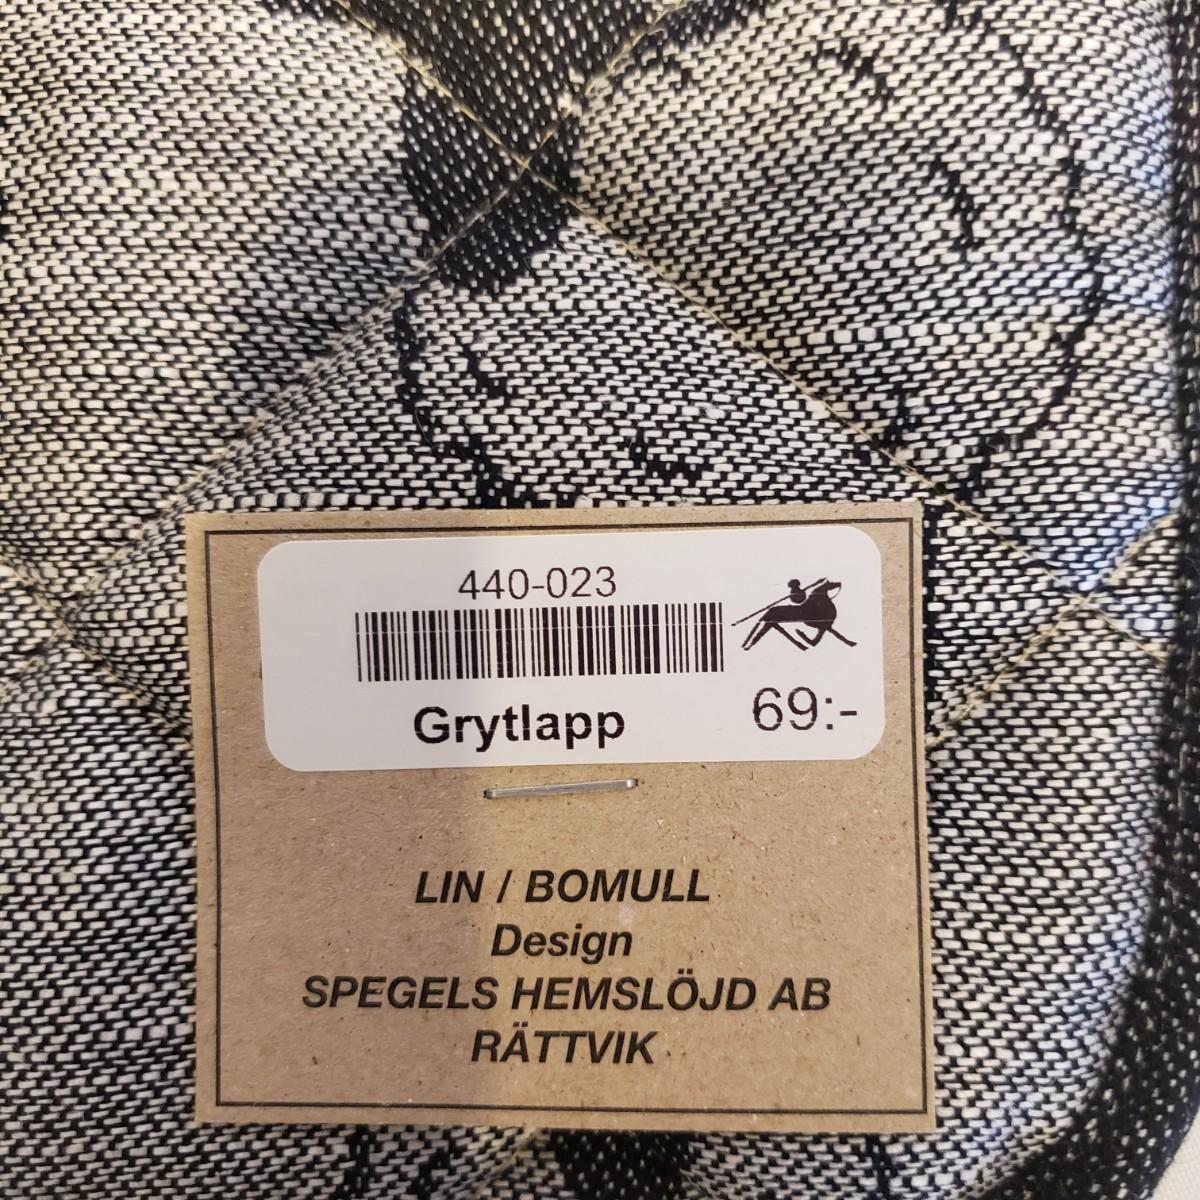 440-023
Grytlapp
69:-
LIN / BOMULL
Design
SPEGELS HEMSLÖJD AB
RÄTTVIK